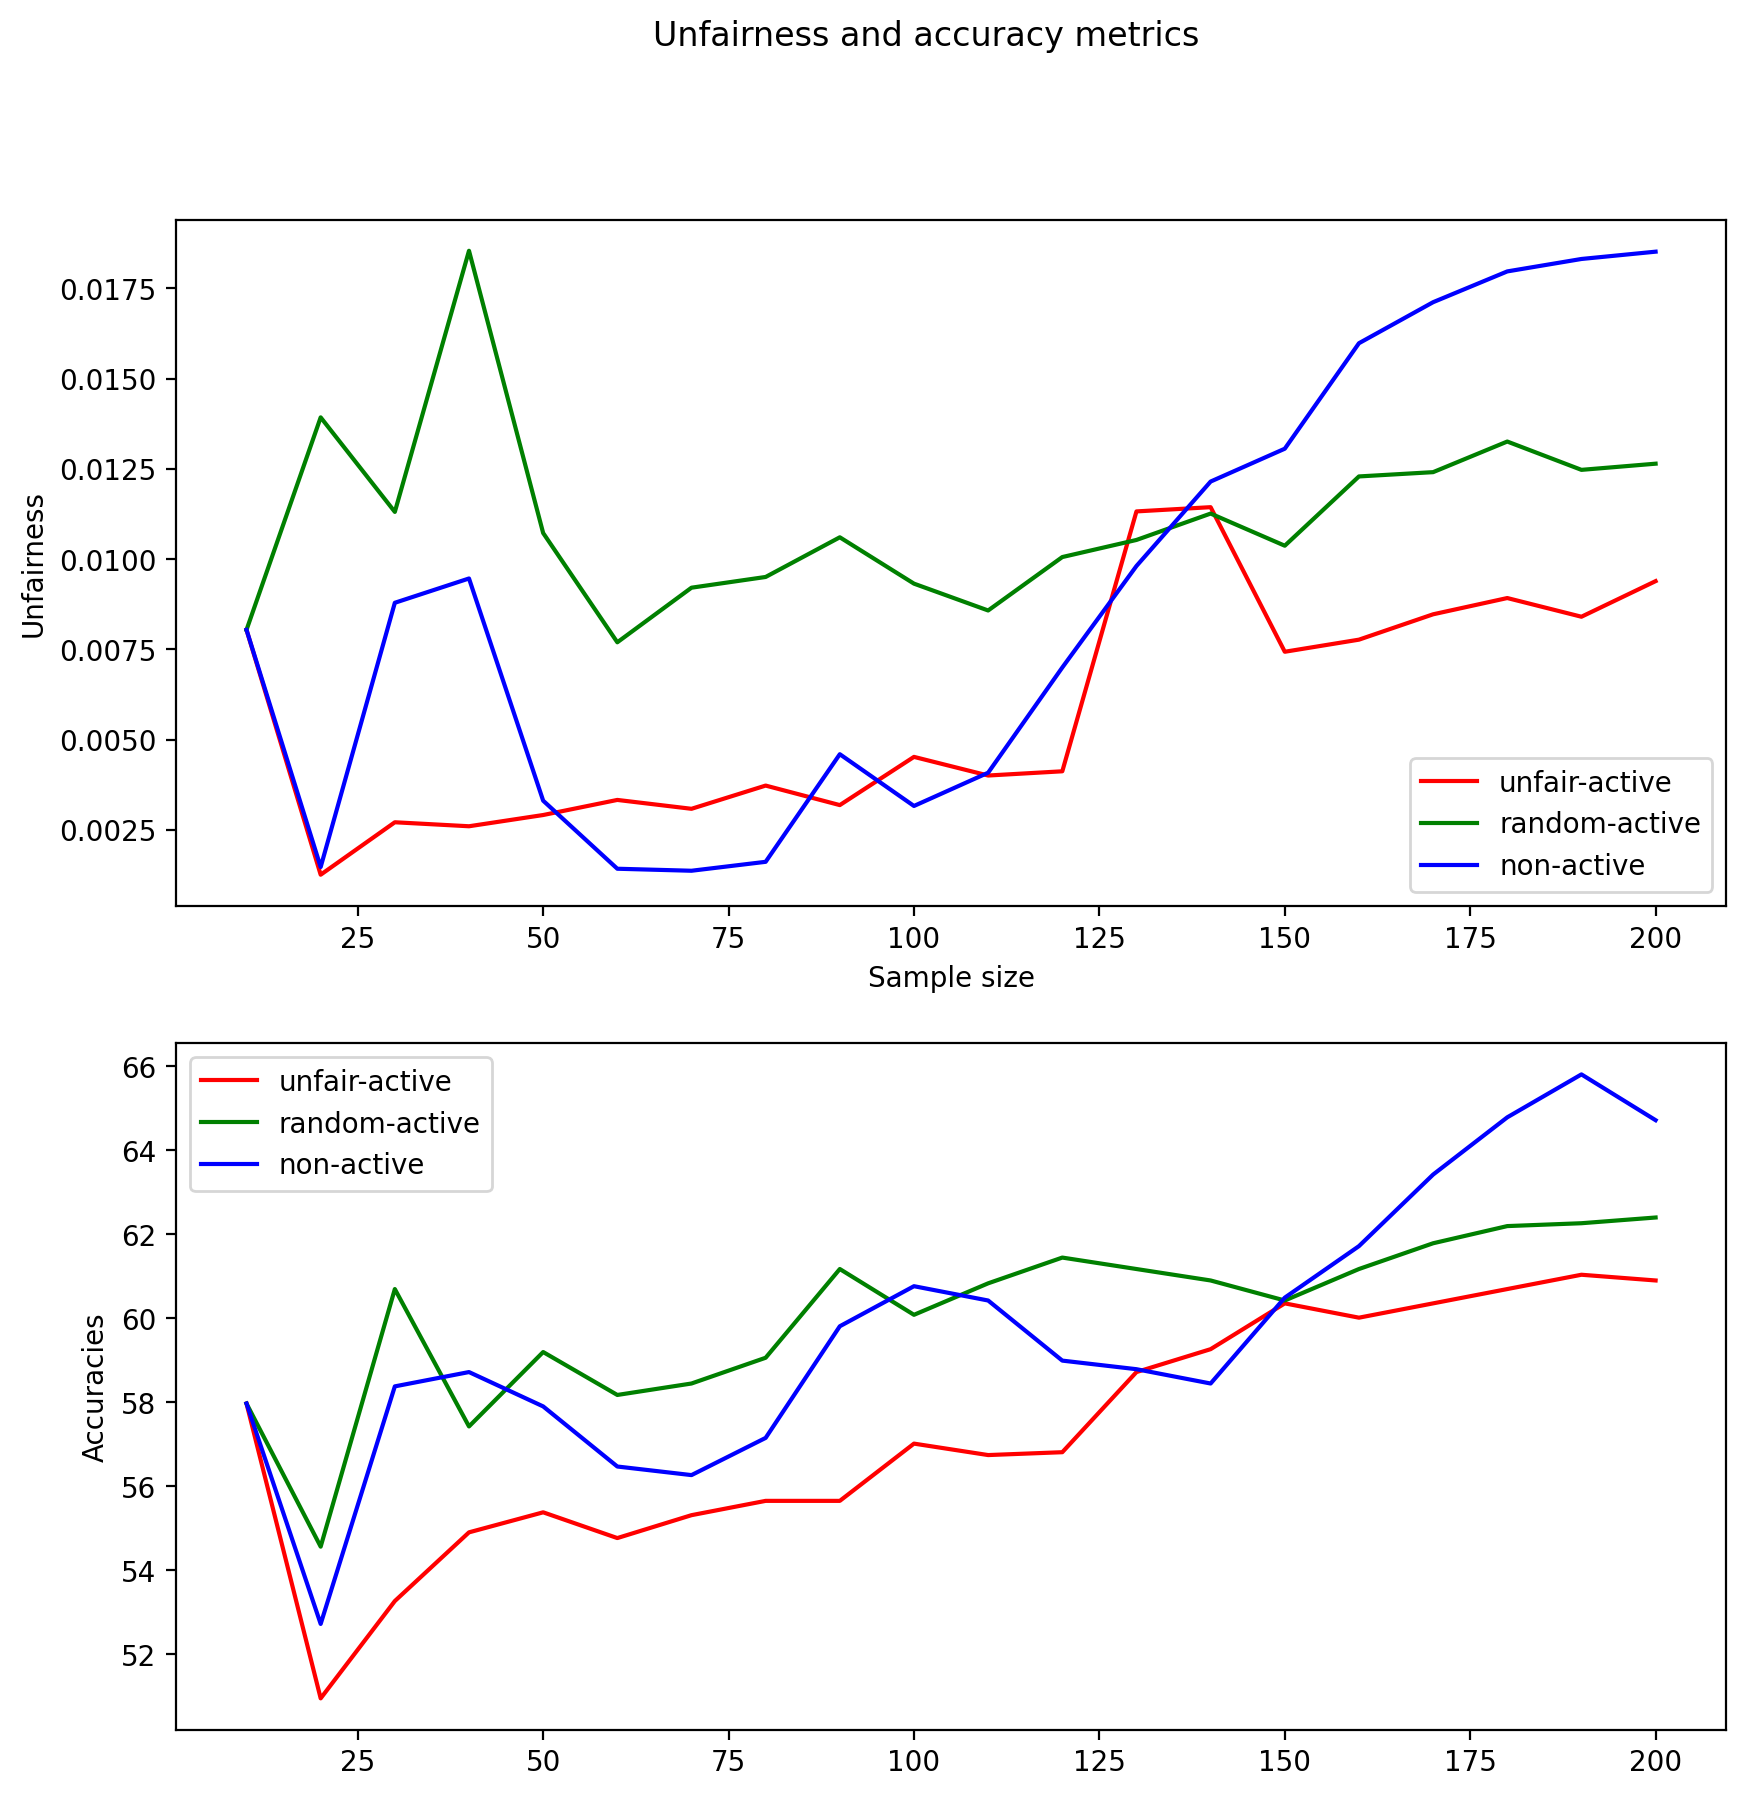 Unfairness and accuracy metrics
0.0175
0.0150
0.0125
0.0100
0.0075
0.0050
0.0025
Unfairness
unfair-active
random-active
non-active
25 50 75 100 125 150 175 200
Sample size
66
64
62
60
58
56
54
52
Accuracies
unfair-active
random-active
non-active
25 50 75 100 125 150 175 200